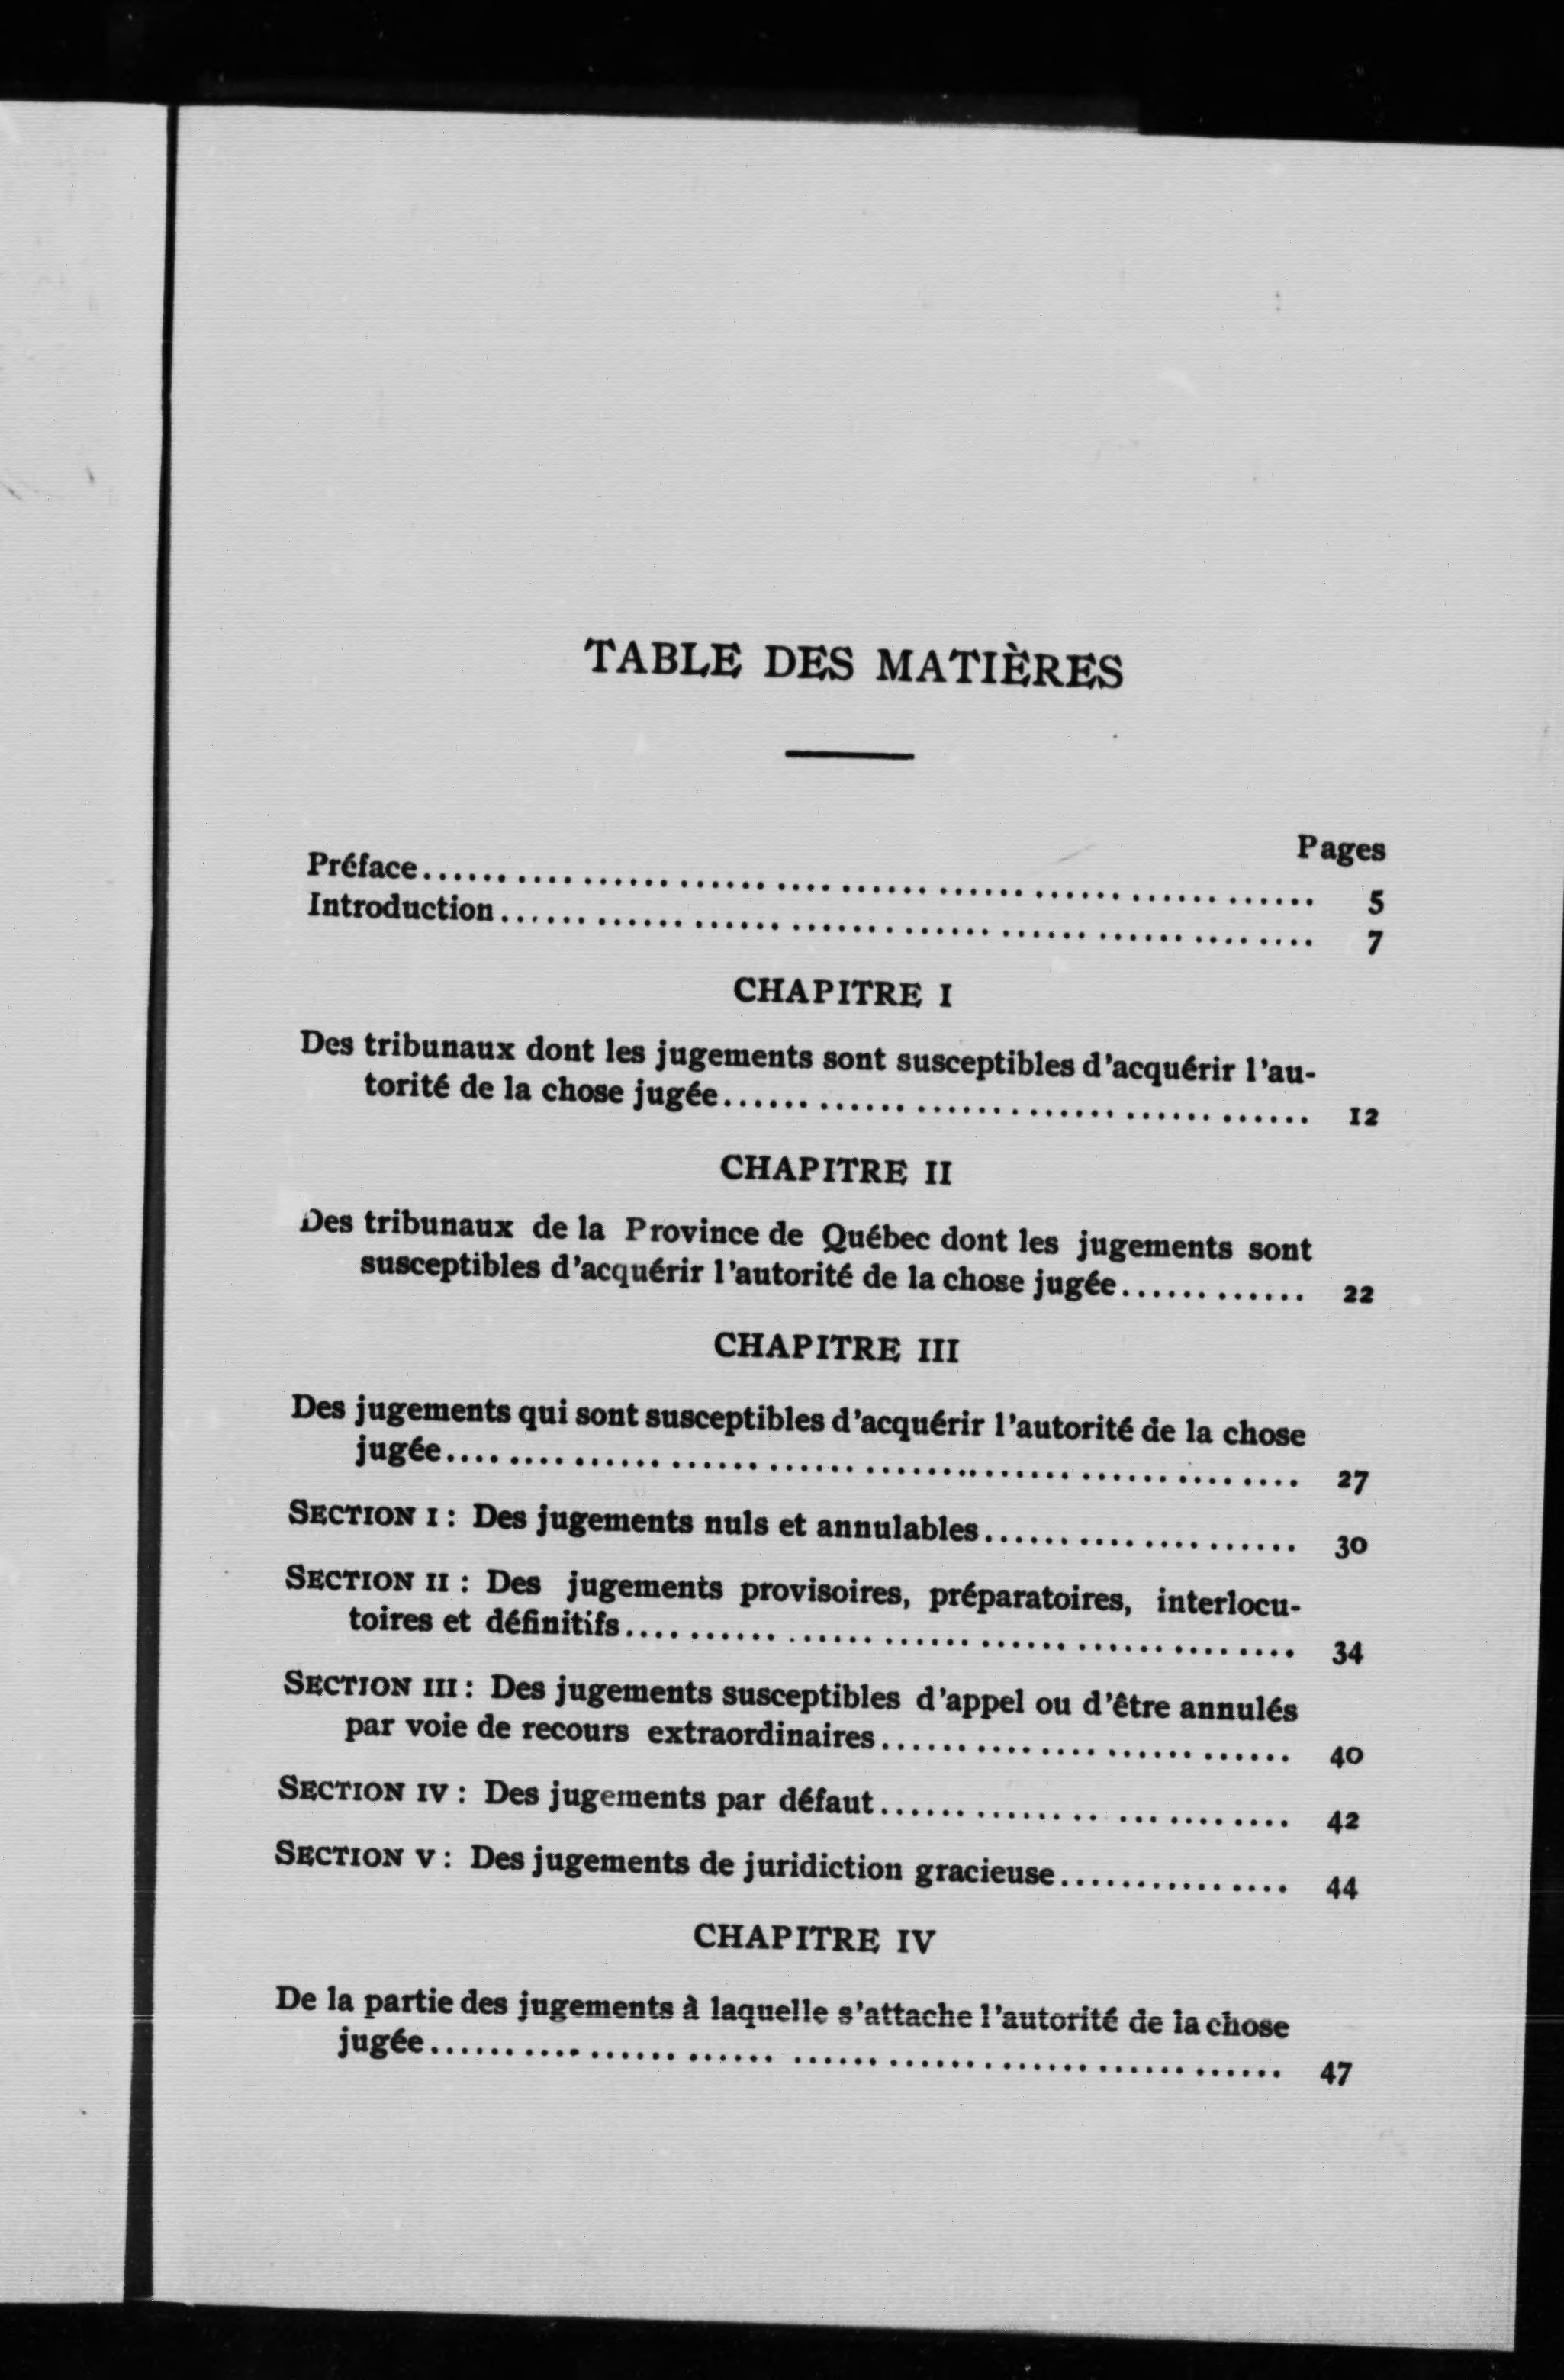 TABLE DES MATIÈRES
Pages
Préface........................................................ 5
Introduction................................................... 7
CHAPITRE I
Des tribunaux dont les jugements sont susceptibles d'acquérir l'au-
torité de la chose jugée........................................ 12
CHAPITRE II
Des tribunaux de la Province de Québec dont les jugements sont
susceptibles d'acquérir l'autorité de la chose jugée............ 22
CHAPITRE III
Des jugements qui sont susceptibles d'acquérir l'autorité de la chose
jugée........................................................... 27
SECTION I : Des jugements nuls et annulables.................... 30
SECTION II : Des jugements provisoires, préparatoires, interlocu-
toires et définitifs............................................ 34
SECTION III : Des jugements susceptibles d'appel ou d'être annulés
par voie de recours extraordinaires............................. 40
SECTION IV : Des jugements par défaut........................... 42
SECTION V : Des jugements de juridiction gracieuse.............. 44
CHAPITRE IV
De la partie des jugements à laquelle s'attache l'autorité de la chose
jugée........................................................... 47